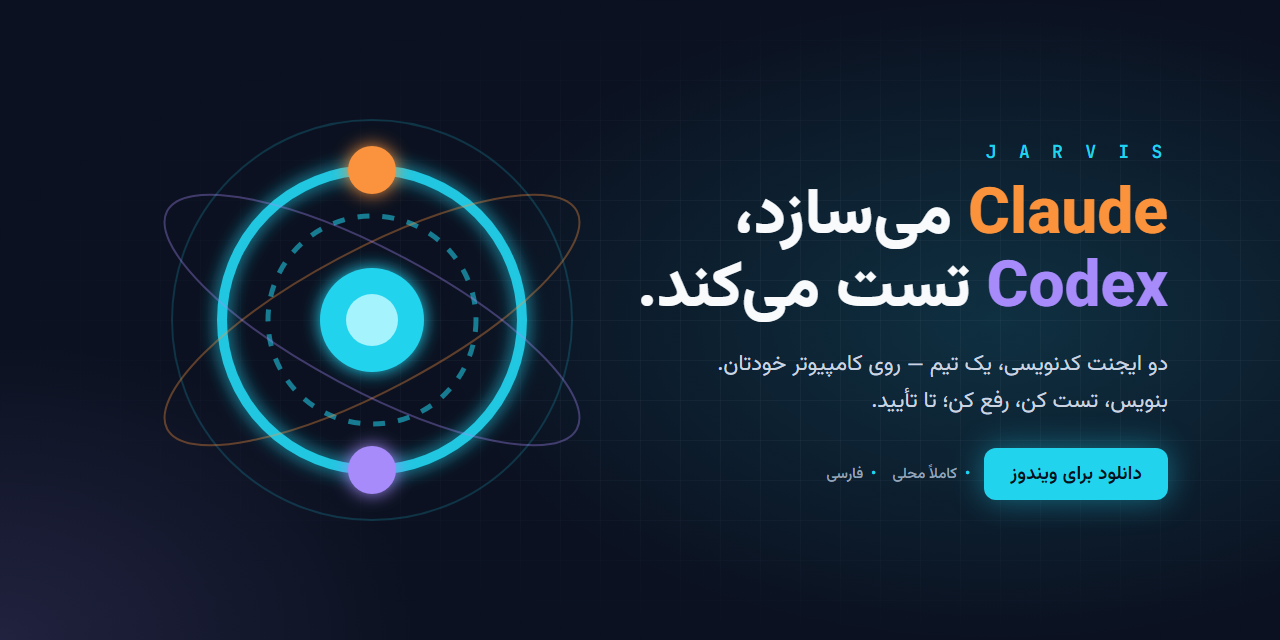 JARVIS
Claude می‌سازد،
Codex تست می‌کند.
دو ایجنت کدنویسی، یک تیم — روی کامپیوتر خودتان.
بنویس، تست کن، رفع کن؛ تا تأیید.
دانلود برای ویندوز • کاملاً محلی • فارسی